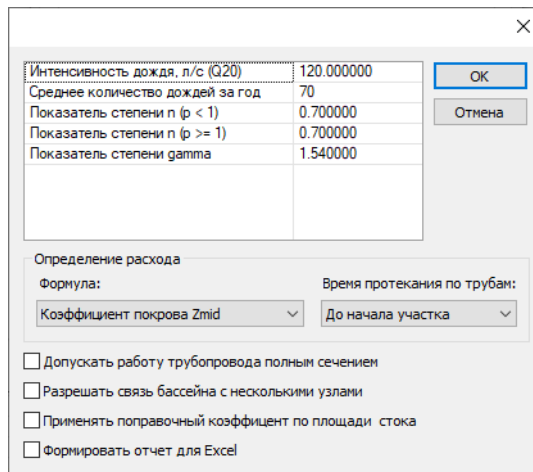 Интенсивность дождя, л/с (Q20) 120.000000
Среднее количество дождей за год 70
Показатель степени n (p < 1) 0.700000
Показатель степени n (p >= 1) 0.700000
Показатель степени gamma 1.540000
OK
Отмена
Определение расхода
Формула: Время протекания по трубам:
Коэффициент покрова Zmid До начала участка
Допускать работу трубопровода полным сечением
Разрешать связь бассейна с несколькими узлами
Применять поправочный коэффицент по площади стока
Формировать отчет для Excel